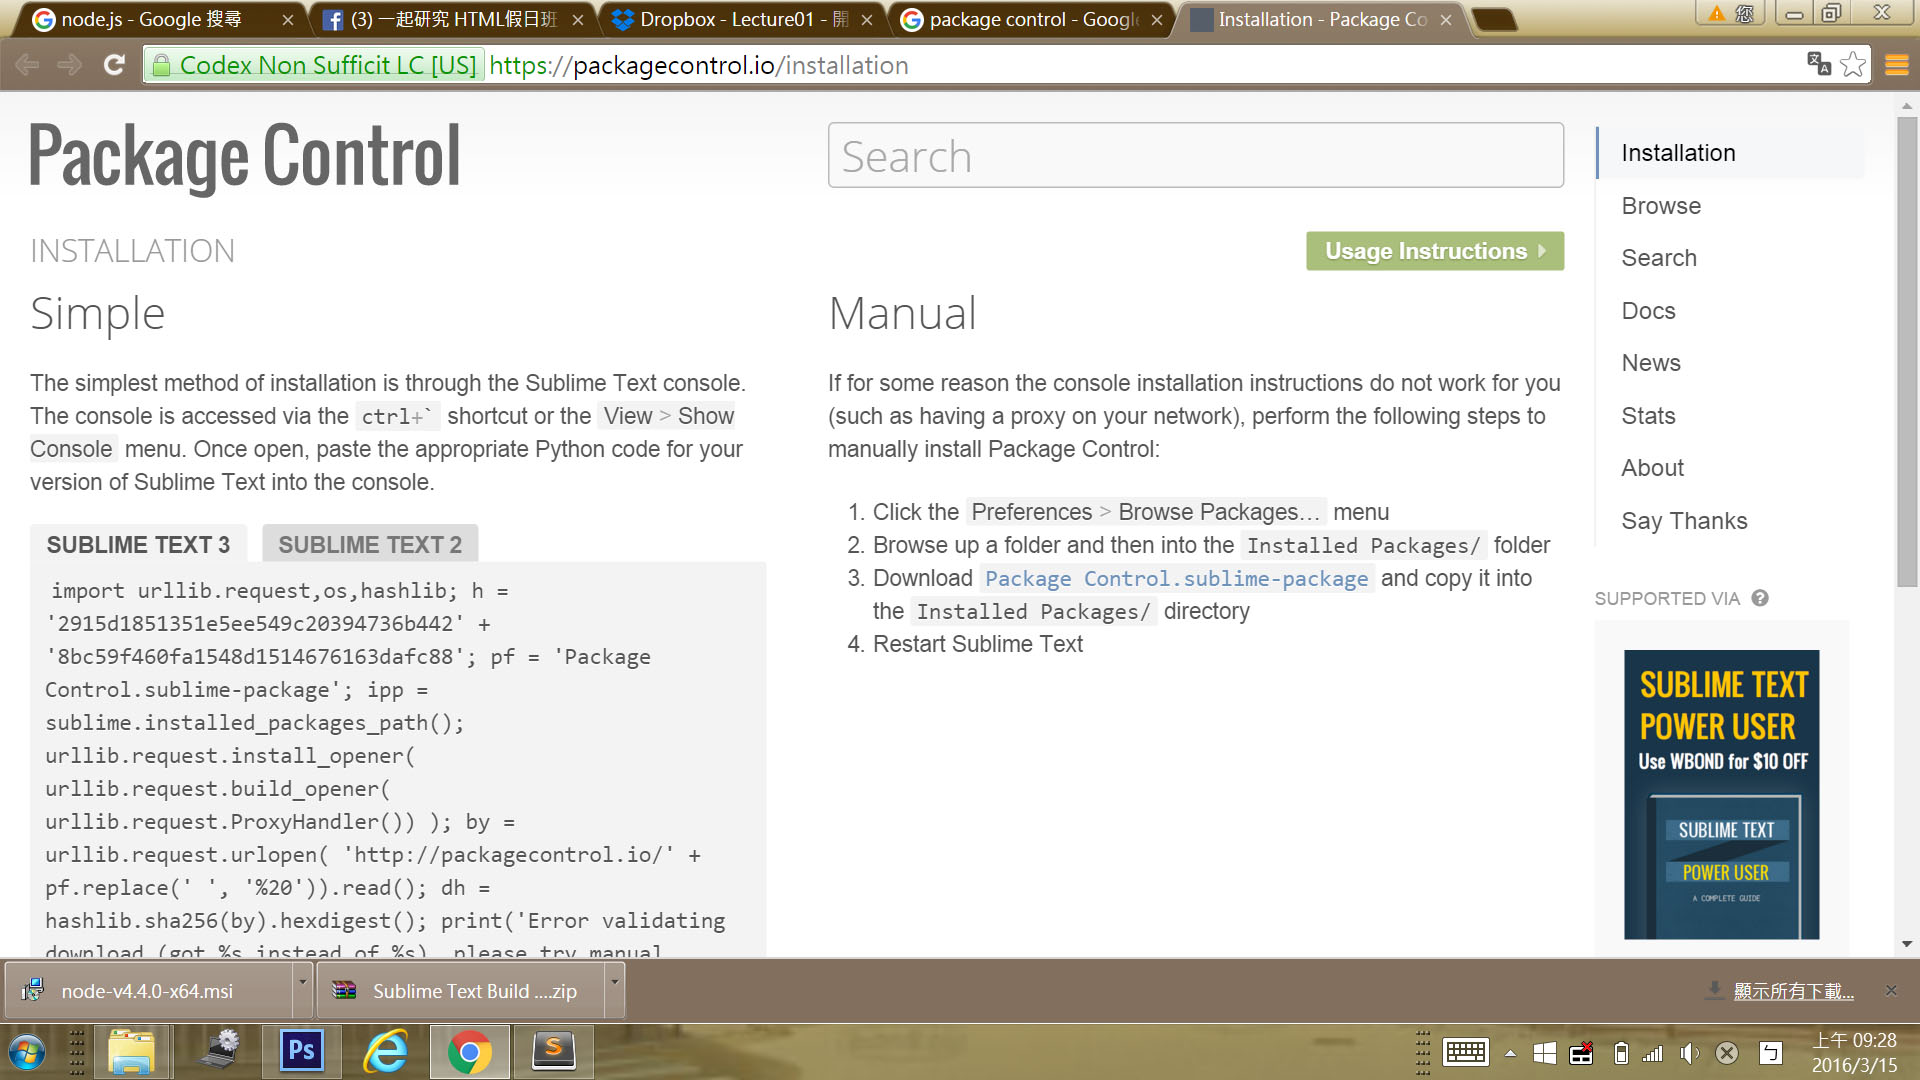 node.js - Google 搜尋
(3) 一起研究 HTML假日班
Dropbox - Lecture01 - 開
package control - Google
Installation - Package Co
您
Codex Non Sufficit LC [US]
https://packagecontrol.io/installation
Package Control
Search
INSTALLATION
Usage Instructions
Simple
The simplest method of installation is through the Sublime Text console.
The console is accessed via the ctrl+` shortcut or the View > Show
Console menu. Once open, paste the appropriate Python code for your
version of Sublime Text into the console.
SUBLIME TEXT 3
SUBLIME TEXT 2
import urllib.request,os,hashlib; h =
'2915d1851351e5ee549c20394736b442' +
'8bc59f460fa1548d1514676163dafc88'; pf = 'Package
Control.sublime-package'; ipp =
sublime.installed_packages_path();
urllib.request.install_opener(
urllib.request.build_opener(
urllib.request.ProxyHandler()) ); by =
urllib.request.urlopen( 'http://packagecontrol.io/' +
pf.replace(' ', '%20')).read(); dh =
hashlib.sha256(by).hexdigest(); print('Error validating
download (got %s instead of %s), please try manual
Manual
If for some reason the console installation instructions do not work for you
(such as having a proxy on your network), perform the following steps to
manually install Package Control:
1. Click the Preferences > Browse Packages… menu
2. Browse up a folder and then into the Installed Packages/ folder
3. Download Package Control.sublime-package and copy it into
the Installed Packages/ directory
4. Restart Sublime Text
Installation
Browse
Search
Docs
News
Stats
About
Say Thanks
SUPPORTED VIA ?
SUBLIME TEXT
POWER USER
Use WBOND for $10 OFF
SUBLIME TEXT
POWER USER
A COMPLETE GUIDE
node-v4.4.0-x64.msi
Sublime Text Build ....zip
顯示所有下載...
Ps
S
ㄅ
上午 09:28
2016/3/15